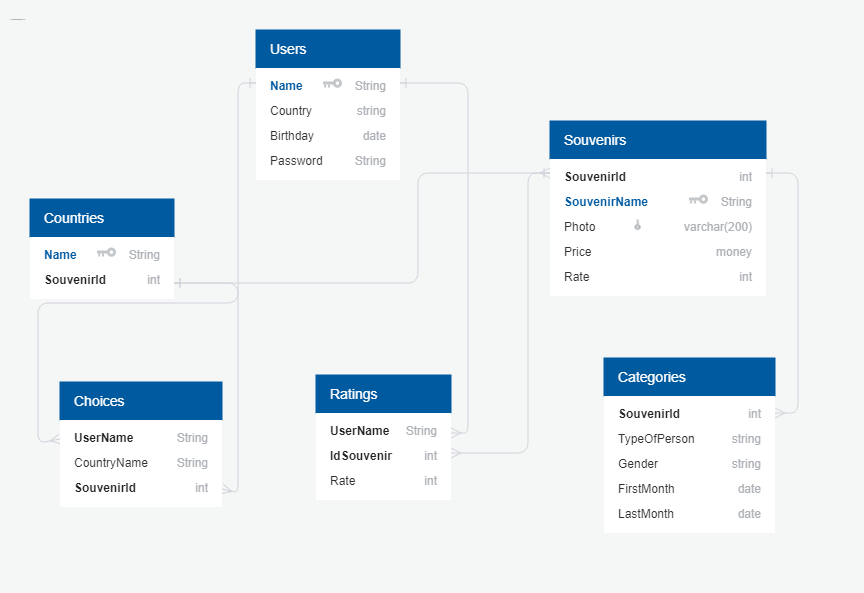 Users
Name String
Country string
Birthday date
Password String
Souvenirs
SouvenirId int
SouvenirName String
Photo varchar(200)
Price money
Rate int
Countries
Name String
SouvenirId int
Choices
UserName String
CountryName String
SouvenirId int
Ratings
UserName String
IdSouvenir int
Rate int
Categories
SouvenirId int
TypeOfPerson string
Gender string
FirstMonth date
LastMonth date